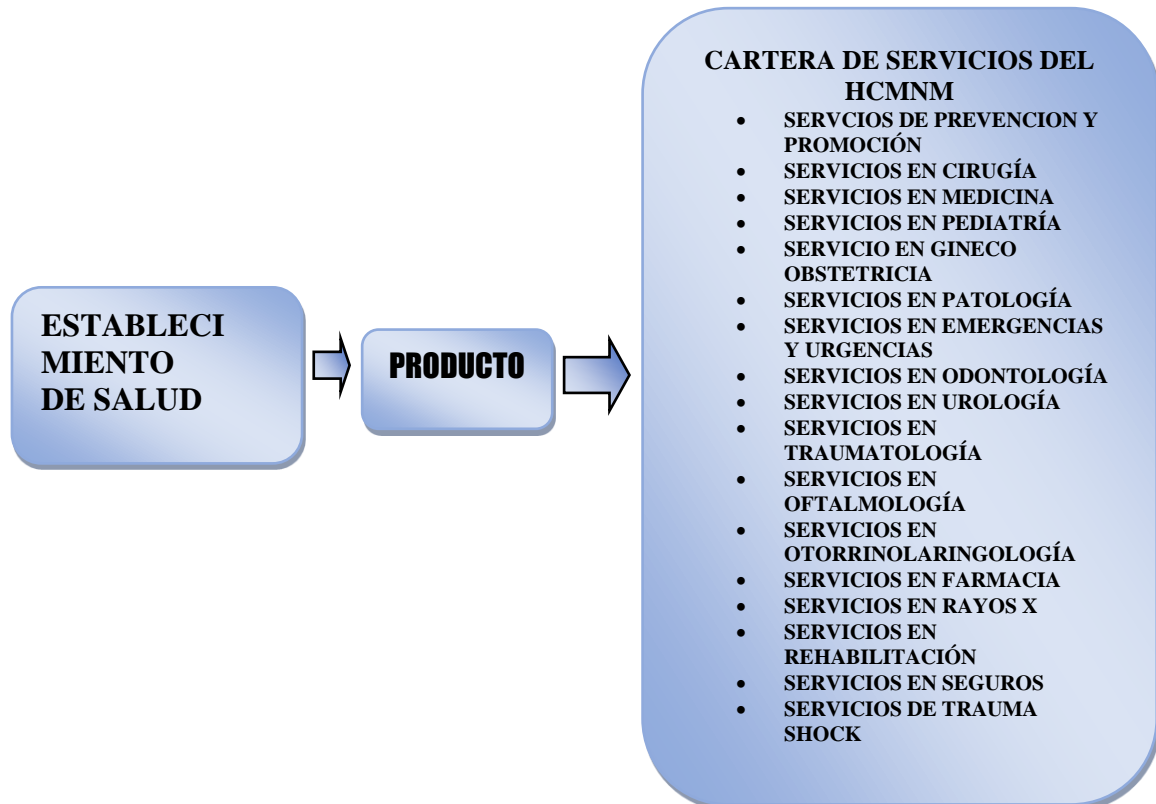 ESTABLECI
MIENTO
DE SALUD
PRODUCTO
CARTERA DE SERVICIOS DEL
HCMNM
• SERVCIOS DE PREVENCION Y
PROMOCIÓN
• SERVICIOS EN CIRUGÍA
• SERVICIOS EN MEDICINA
• SERVICIOS EN PEDIATRÍA
• SERVICIO EN GINECO
OBSTETRICIA
• SERVICIOS EN PATOLOGÍA
• SERVICIOS EN EMERGENCIAS
Y URGENCIAS
• SERVICIOS EN ODONTOLOGÍA
• SERVICIOS EN UROLOGÍA
• SERVICIOS EN
TRAUMATOLOGÍA
• SERVICIOS EN
OFTALMOLOGÍA
• SERVICIOS EN
OTORRINOLARINGOLOGÍA
• SERVICIOS EN FARMACIA
• SERVICIOS EN RAYOS X
• SERVICIOS EN
REHABILITACIÓN
• SERVICIOS EN SEGUROS
• SERVICIOS DE TRAUMA
SHOCK